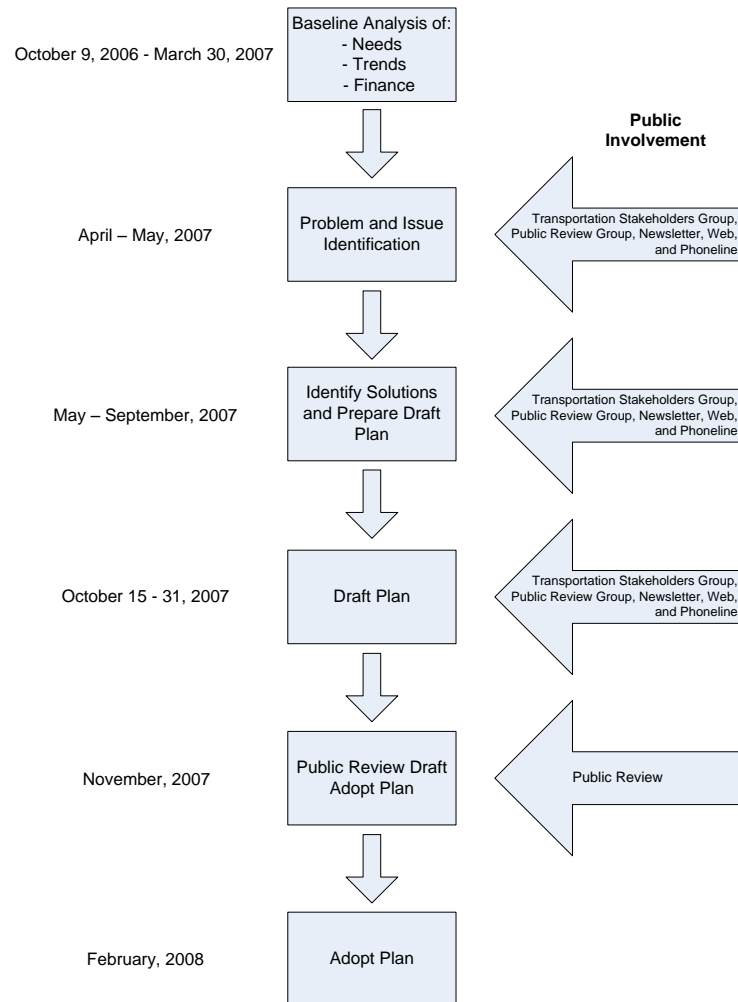 October 9, 2006 - March 30, 2007
Baseline Analysis of:
- Needs
- Trends
- Finance
Public
Involvement
April – May, 2007
Problem and Issue
Identification
Transportation Stakeholders Group,
Public Review Group, Newsletter, Web,
and Phoneline
May – September, 2007
Identify Solutions
and Prepare Draft
Plan
Transportation Stakeholders Group,
Public Review Group, Newsletter, Web,
and Phoneline
October 15 - 31, 2007
Draft Plan
Transportation Stakeholders Group,
Public Review Group, Newsletter, Web,
and Phoneline
November, 2007
Public Review Draft
Adopt Plan
Public Review
February, 2008
Adopt Plan